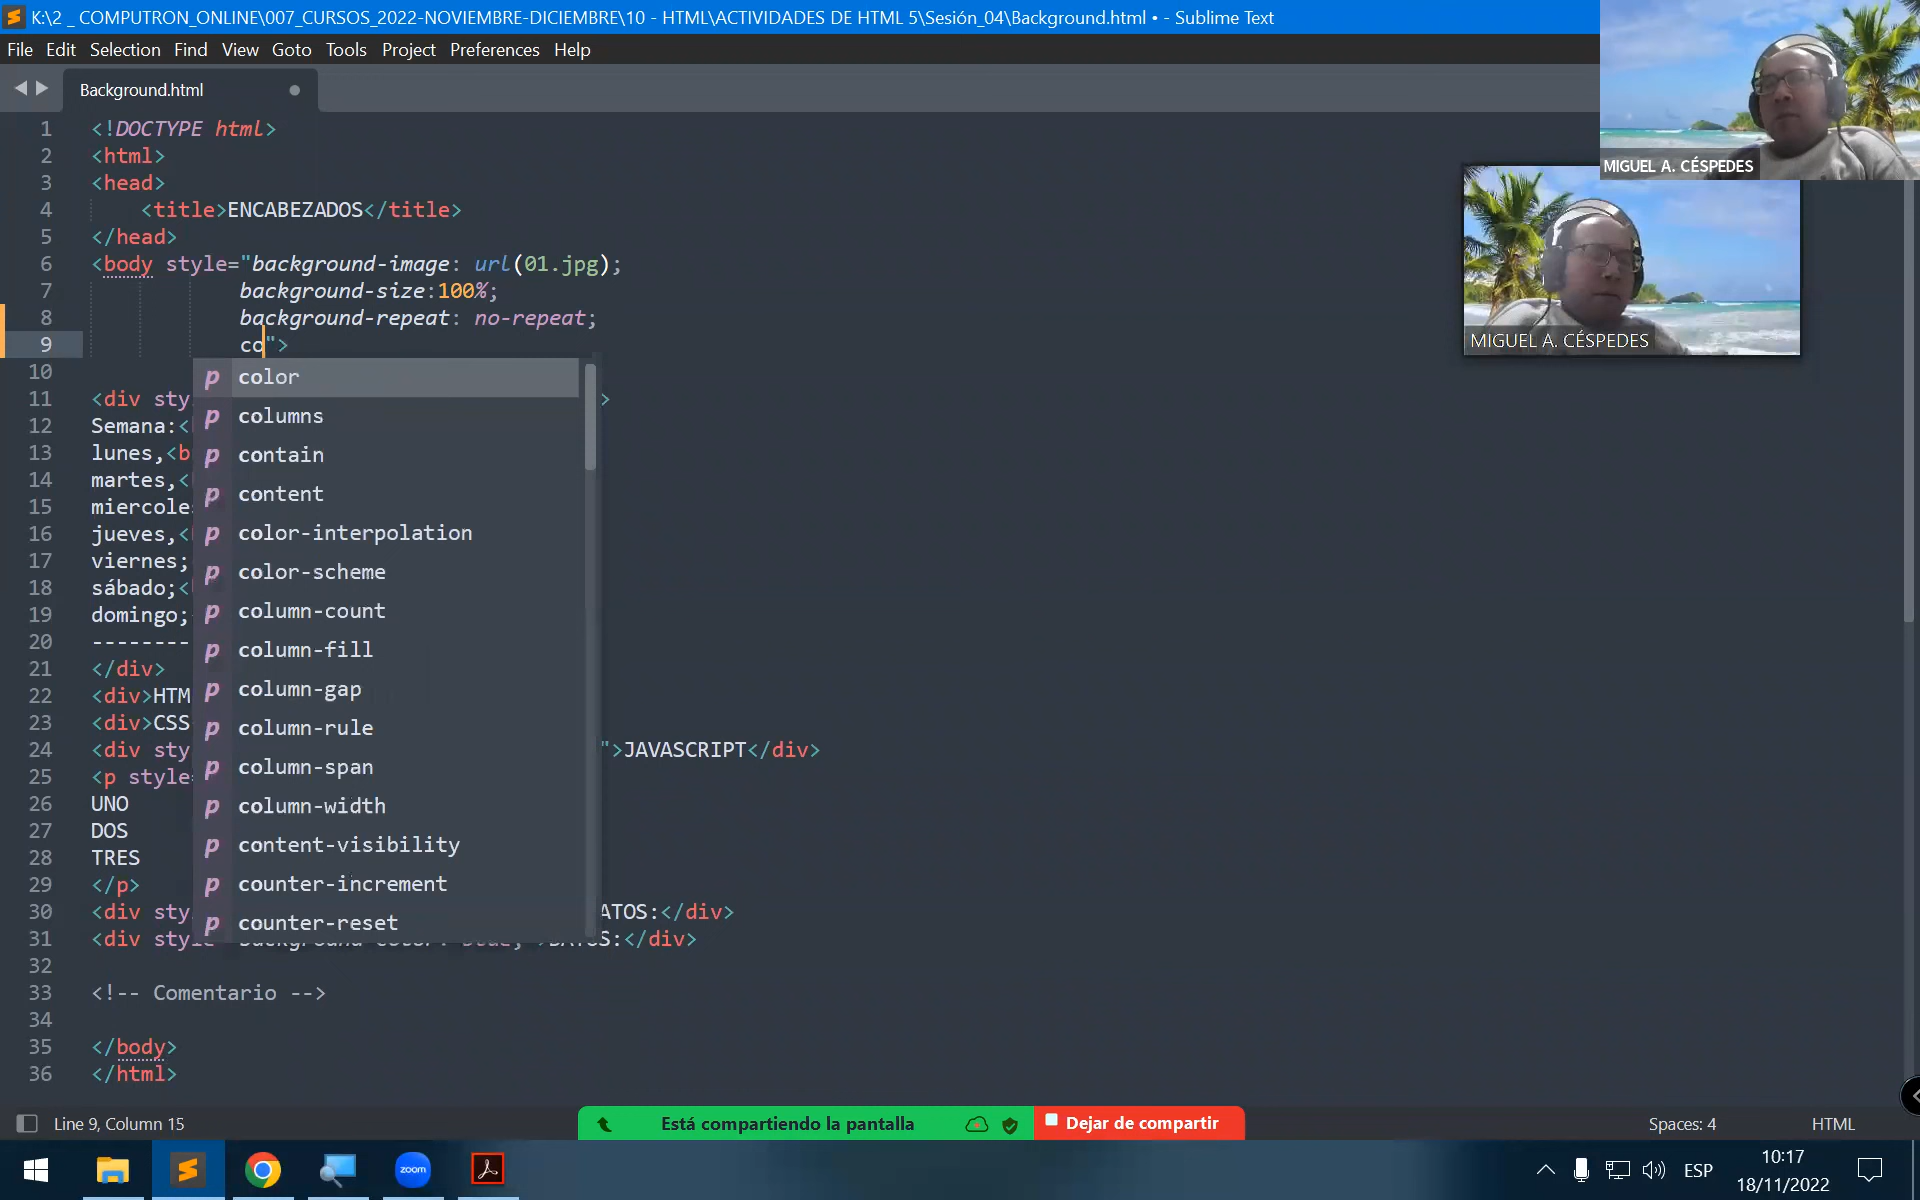 K:\2 _ COMPUTRON_ONLINE\007_CURSOS_2022-NOVIEMBRE-DICIEMBRE\10 - HTML\ACTIVIDADES DE HTML 5\Sesión_04\Background.html • - Sublime Text
File Edit Selection Find View Goto Tools Project Preferences Help
Background.html
MIGUEL A. CÉSPEDES
MIGUEL A. CÉSPEDES
1 <!DOCTYPE html>
2 <html>
3 <head>
4 <title>ENCABEZADOS</title>
5 </head>
6 <body style="background-image: url(01.jpg);
7 background-size:100%;
8 background-repeat: no-repeat;
9 co">
10
11 <div sty >
12 Semana:<
13 lunes,<b
14 martes,<
15 miercole
16 jueves,<
17 viernes;
18 sábado;<
19 domingo;
20 --------
21 </div>
22 <div>HTM
23 <div>CSS
24 <div sty ">JAVASCRIPT</div>
25 <p style=
26 UNO
27 DOS
28 TRES
29 </p>
30 <div sty ATOS:</div>
31 <div style="background-color: blue;">DATOS:</div>
32
33 <!-- Comentario -->
34
35 </body>
36 </html>
p color
p columns
p contain
p content
p color-interpolation
p color-scheme
p column-count
p column-fill
p column-gap
p column-rule
p column-span
p column-width
p content-visibility
p counter-increment
p counter-reset
Line 9, Column 15
Está compartiendo la pantalla
Dejar de compartir
Spaces: 4
HTML
zoom
ESP
10:17
18/11/2022